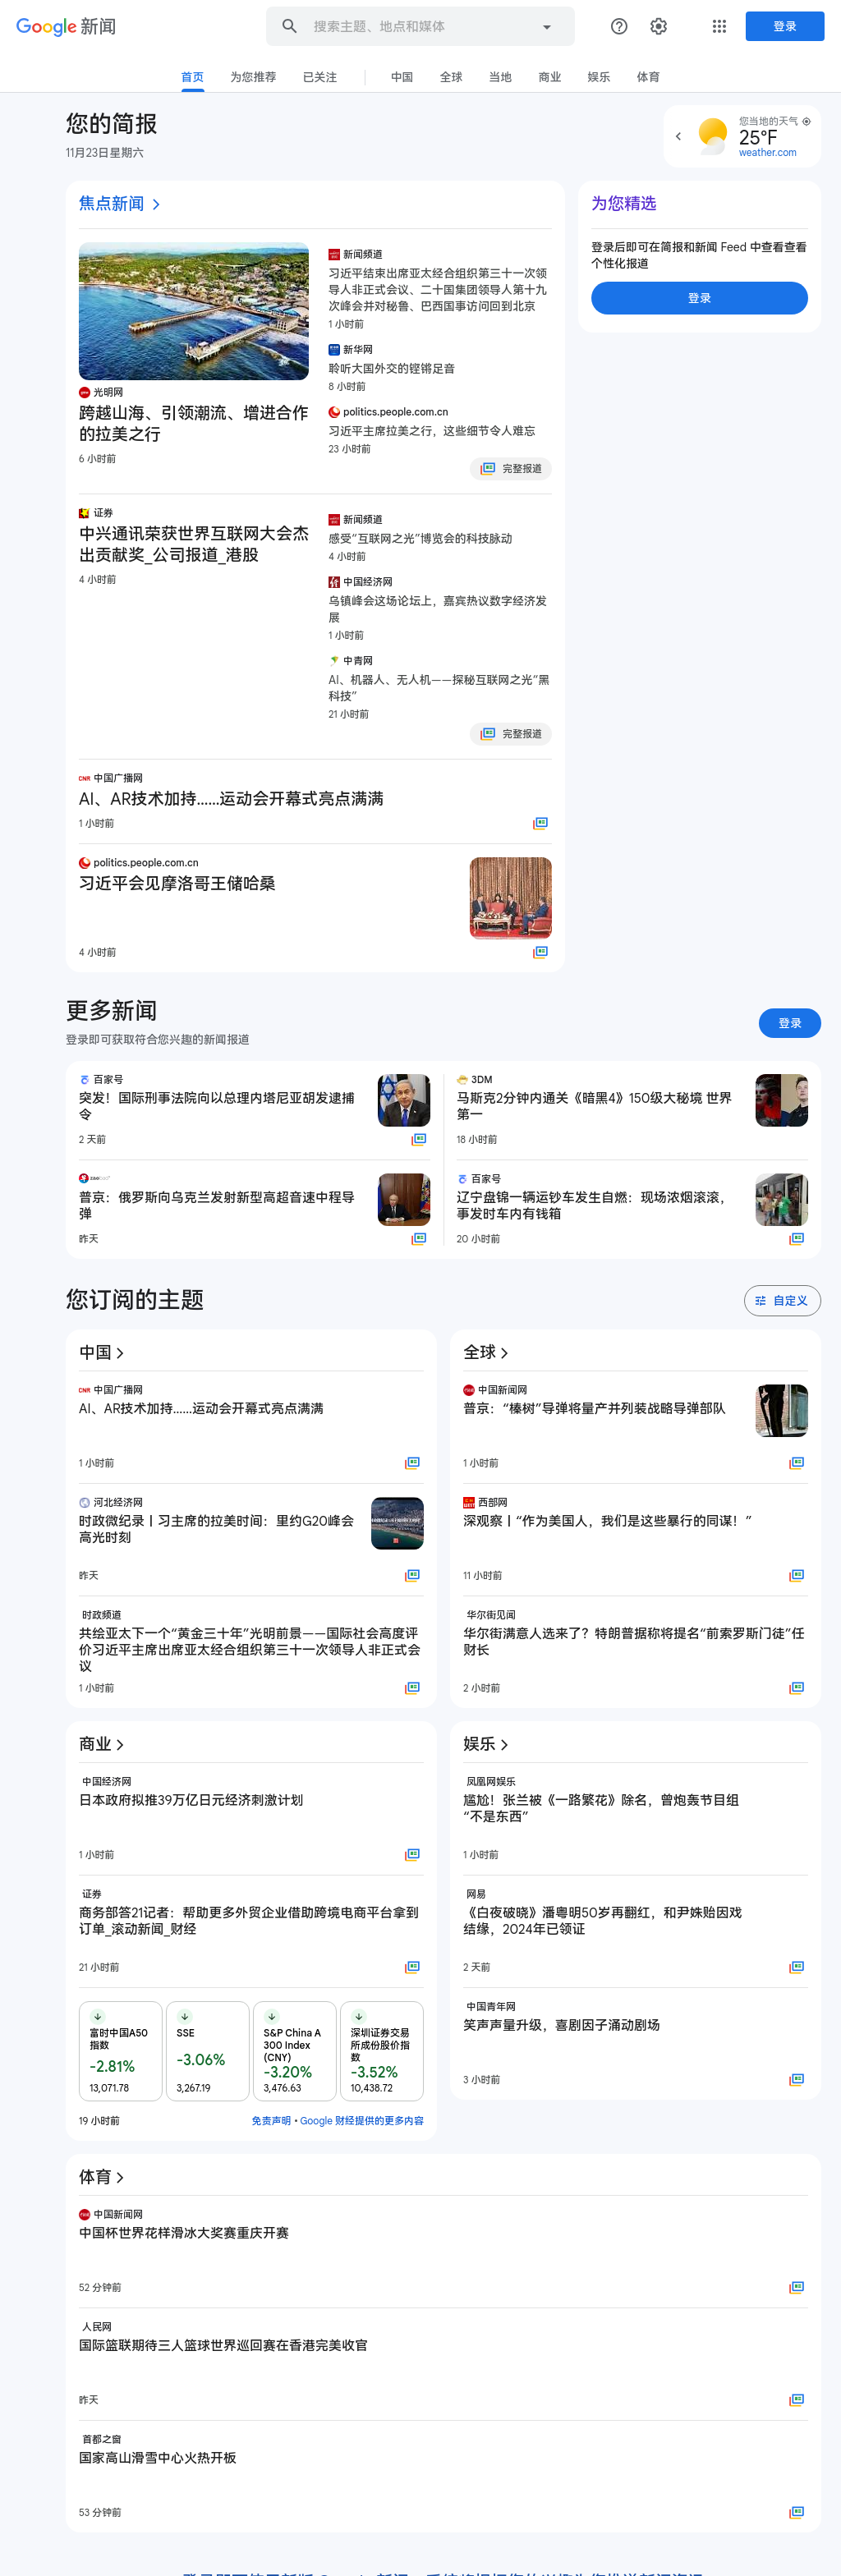 Google 新闻
搜索主题、地点和媒体
登录
首页
为您推荐
已关注
中国
全球
当地
商业
娱乐
体育
您的简报
11月23日星期六
您当地的天气
25°F
weather.com
焦点新闻
光明网
跨越山海、引领潮流、增进合作
的拉美之行
6 小时前
新闻频道
习近平结束出席亚太经合组织第三十一次领
导人非正式会议、二十国集团领导人第十九
次峰会并对秘鲁、巴西国事访问回到北京
1 小时前
新华网
聆听大国外交的铿锵足音
8 小时前
politics.people.com.cn
习近平主席拉美之行，这些细节令人难忘
23 小时前
完整报道
为您精选
登录后即可在简报和新闻 Feed 中查看查看
个性化报道
登录
证券
中兴通讯荣获世界互联网大会杰
出贡献奖_公司报道_港股
4 小时前
新闻频道
感受“互联网之光”博览会的科技脉动
4 小时前
中国经济网
乌镇峰会这场论坛上，嘉宾热议数字经济发
展
1 小时前
中青网
AI、机器人、无人机——探秘互联网之光“黑
科技”
21 小时前
完整报道
CNR 中国广播网
AI、AR技术加持……运动会开幕式亮点满满
1 小时前
politics.people.com.cn
习近平会见摩洛哥王储哈桑
4 小时前
更多新闻
登录即可获取符合您兴趣的新闻报道
登录
百家号
突发！国际刑事法院向以总理内塔尼亚胡发逮捕
令
2 天前
3DM
马斯克2分钟内通关《暗黑4》150级大秘境 世界
第一
18 小时前
普京：俄罗斯向乌克兰发射新型高超音速中程导
弹
昨天
百家号
辽宁盘锦一辆运钞车发生自燃：现场浓烟滚滚，
事发时车内有钱箱
20 小时前
您订阅的主题
自定义
中国
CNR 中国广播网
AI、AR技术加持……运动会开幕式亮点满满
1 小时前
河北经济网
时政微纪录丨习主席的拉美时间：里约G20峰会
高光时刻
昨天
时政频道
共绘亚太下一个“黄金三十年”光明前景——国际社会高度评
价习近平主席出席亚太经合组织第三十一次领导人非正式会
议
1 小时前
全球
中国新闻网
普京：“榛树”导弹将量产并列装战略导弹部队
1 小时前
西部网
深观察丨“作为美国人，我们是这些暴行的同谋！”
11 小时前
华尔街见闻
华尔街满意人选来了？特朗普据称将提名“前索罗斯门徒”任
财长
2 小时前
商业
中国经济网
日本政府拟推39万亿日元经济刺激计划
1 小时前
证券
商务部答21记者：帮助更多外贸企业借助跨境电商平台拿到
订单_滚动新闻_财经
21 小时前
富时中国A50
指数
-2.81%
13,071.78
SSE
-3.06%
3,267.19
S&P China A
300 Index
(CNY)
-3.20%
3,476.63
深圳证券交易
所成份股价指
数
-3.52%
10,438.72
19 小时前
免责声明 • Google 财经提供的更多内容
娱乐
凤凰网娱乐
尴尬！张兰被《一路繁花》除名，曾炮轰节目组
“不是东西”
1 小时前
网易
《白夜破晓》潘粤明50岁再翻红，和尹姝贻因戏
结缘，2024年已领证
2 天前
中国青年网
笑声声量升级，喜剧因子涌动剧场
3 小时前
体育
中国新闻网
中国杯世界花样滑冰大奖赛重庆开赛
52 分钟前
人民网
国际篮联期待三人篮球世界巡回赛在香港完美收官
昨天
首都之窗
国家高山滑雪中心火热开板
53 分钟前